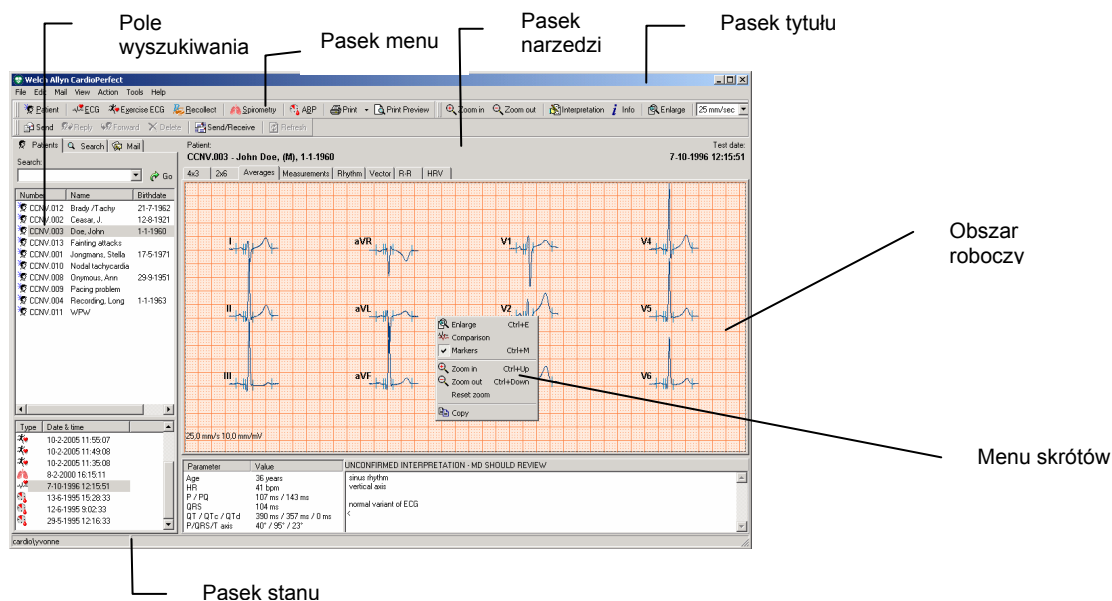 Pole
wyszukiwania
Pasek menu
Pasek
narzedzi
Pasek tytułu
Welch Allyn CardioPerfect
File Edit Mail View Action Tools Help
Patient ECG Exercise ECG Recollect Spirometry ABP Print Print Preview Zoom in Zoom out Interpretation Info Enlarge 25 mm/sec
Send Reply Forward Delete Send/Receive Refresh
Patients Search Mail
Search:
Go
Number Name Birthdate
CCNV.012 Brady /Tachy 21-7-1962
CCNV.002 Ceasar, J. 12-8-1921
CCNV.003 Doe, John 1-1-1960
CCNV.013 Fainting attacks
CCNV.001 Jongmans, Stella 17-5-1971
CCNV.010 Nodal tachycardia
CCNV.008 Onymous, Ann 29-9-1951
CCNV.009 Pacing problem
CCNV.004 Recording, Long 1-1-1963
CCNV.011 WPW
Type Date & time
10-2-2005 11:55:07
10-2-2005 11:49:08
10-2-2005 11:35:08
8-2-2000 16:15:11
7-10-1996 12:15:51
13-6-1995 15:28:33
12-6-1995 9:02:33
29-5-1995 12:16:33
Patient: Test date:
CCNV.003 - John Doe, (M), 1-1-1960 7-10-1996 12:15:51
4x3 2x6 Averages Measurements Rhythm Vector R-R HRV
I aVR V1 V4
II aVL V2 V5
III aVF V6
Enlarge Ctrl+E
Comparison
Markers Ctrl+M
Zoom in Ctrl+Up
Zoom out Ctrl+Down
Reset zoom
Copy
25,0 mm/s 10,0 mm/mV
Parameter Value
Age 36 years
HR 41 bpm
P / PQ 107 ms / 143 ms
QRS 104 ms
QT / QTc / QTd 390 ms / 357 ms / 0 ms
P/QRS/T axis 40° / 95° / 23°
UNCONFIRMED INTERPRETATION - MD SHOULD REVIEW
sinus rhythm
vertical axis
normal variant of ECG
<
cardio\yvonne
Obszar
roboczy
Menu skrótów
Pasek stanu